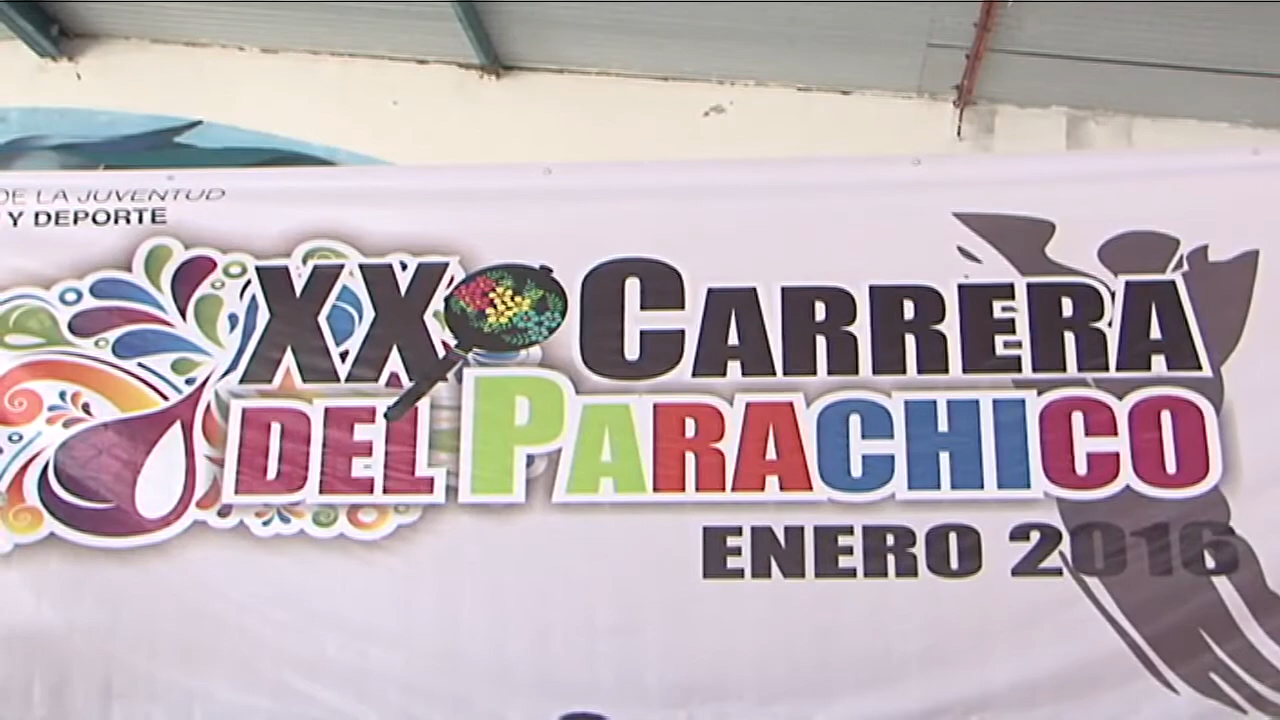 DE LA JUVENTUD
Y DEPORTE
XX CARRERA
DEL PARACHICO
ENERO 2016